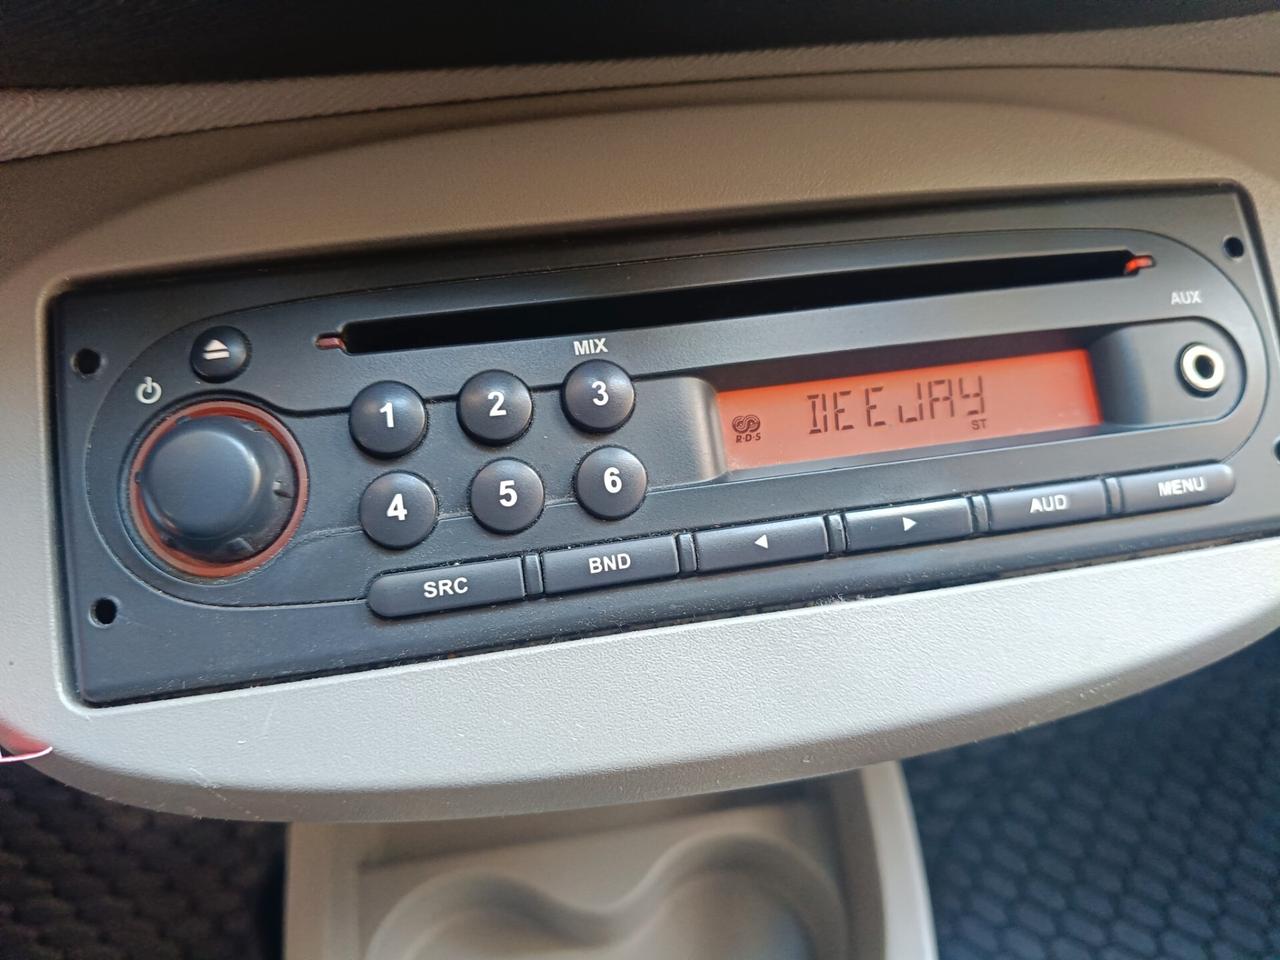 AUX
MIX
1 2 3
DEEJAY
R·D·S
ST
4 5 6
SRC BND AUD MENU